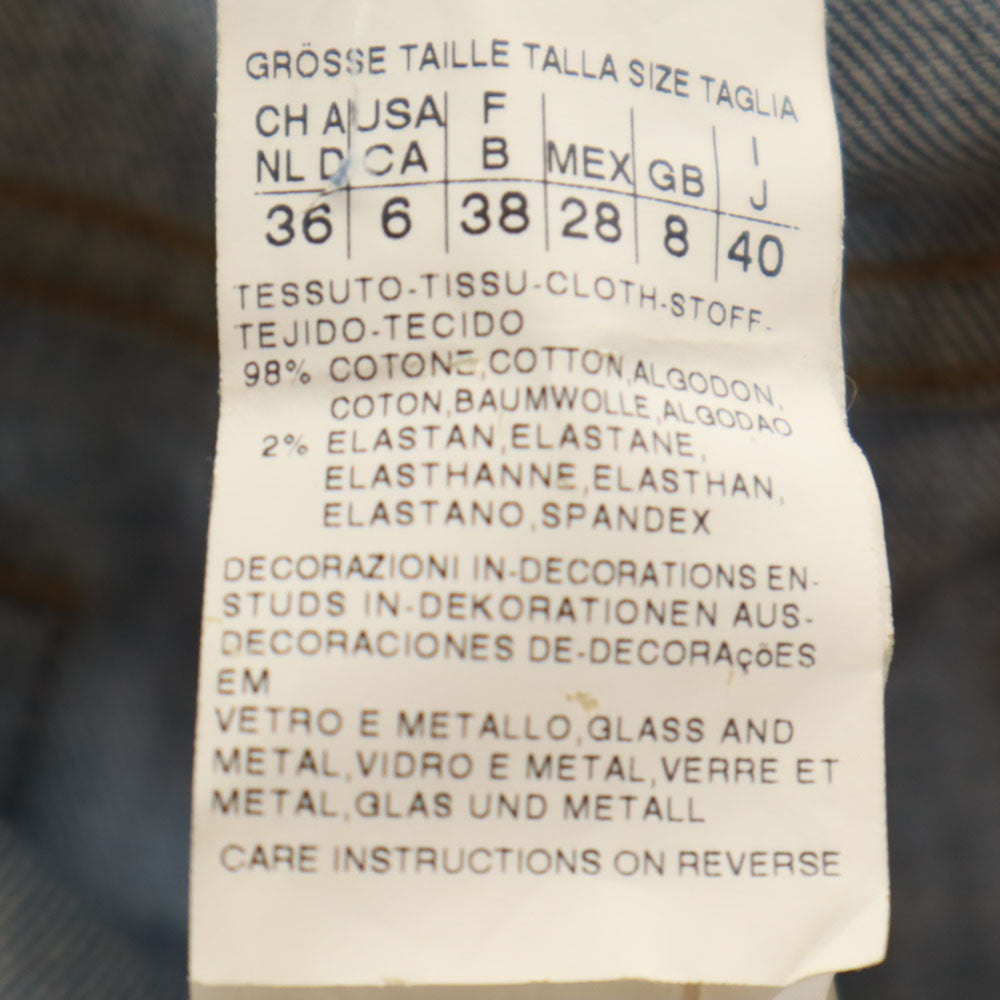 GRÖSSE TAILLE TALLA SIZE TAGLIA
CH A USA F MEX GB I
NL D CA B J
36 6 38 28 8 40
TESSUTO-TISSU-CLOTH-STOFF-
TEJIDO-TECIDO
98% COTONE,COTTON,ALGODON,
COTON,BAUMWOLLE,ALGODAO
2% ELASTAN,ELASTANE,
ELASTHANNE,ELASTHAN,
ELASTANO,SPANDEX
DECORAZIONI IN-DECORATIONS EN-
STUDS IN-DEKORATIONEN AUS-
DECORACIONES DE-DECORAçõES
EM
VETRO E METALLO,GLASS AND
METAL,VIDRO E METAL,VERRE ET
METAL,GLAS UND METALL
CARE INSTRUCTIONS ON REVERSE